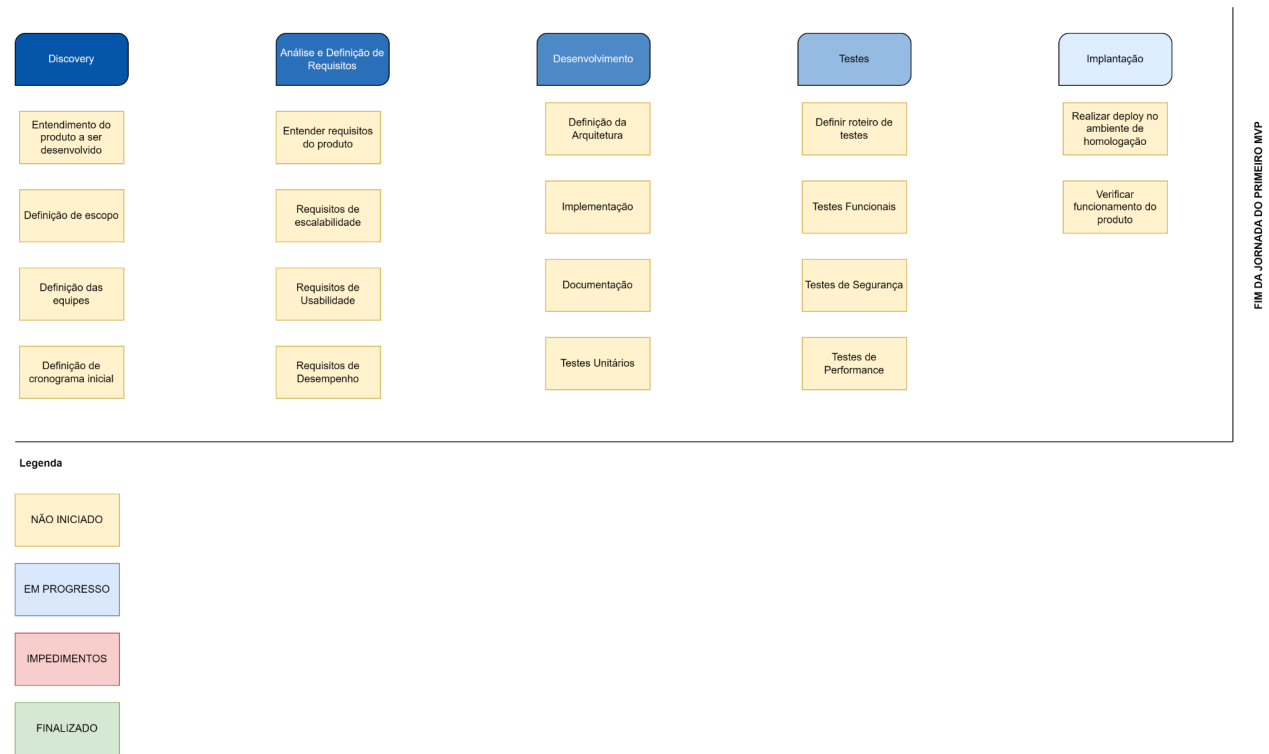 Discovery
Análise e Definição de
Requisitos
Desenvolvimento
Testes
Implantação
Entendimento do
produto a ser
desenvolvido
Entender requisitos
do produto
Definição da
Arquitetura
Definir roteiro de
testes
Realizar deploy no
ambiente de
homologação
Definição de escopo
Requisitos de
escalabilidade
Implementação
Testes Funcionais
Verificar
funcionamento do
produto
Definição das
equipes
Requisitos de
Usabilidade
Documentação
Testes de Segurança
Definição de
cronograma inicial
Requisitos de
Desempenho
Testes Unitários
Testes de
Performance
FIM DA JORNADA DO PRIMEIRO MVP
Legenda
NÃO INICIADO
EM PROGRESSO
IMPEDIMENTOS
FINALIZADO